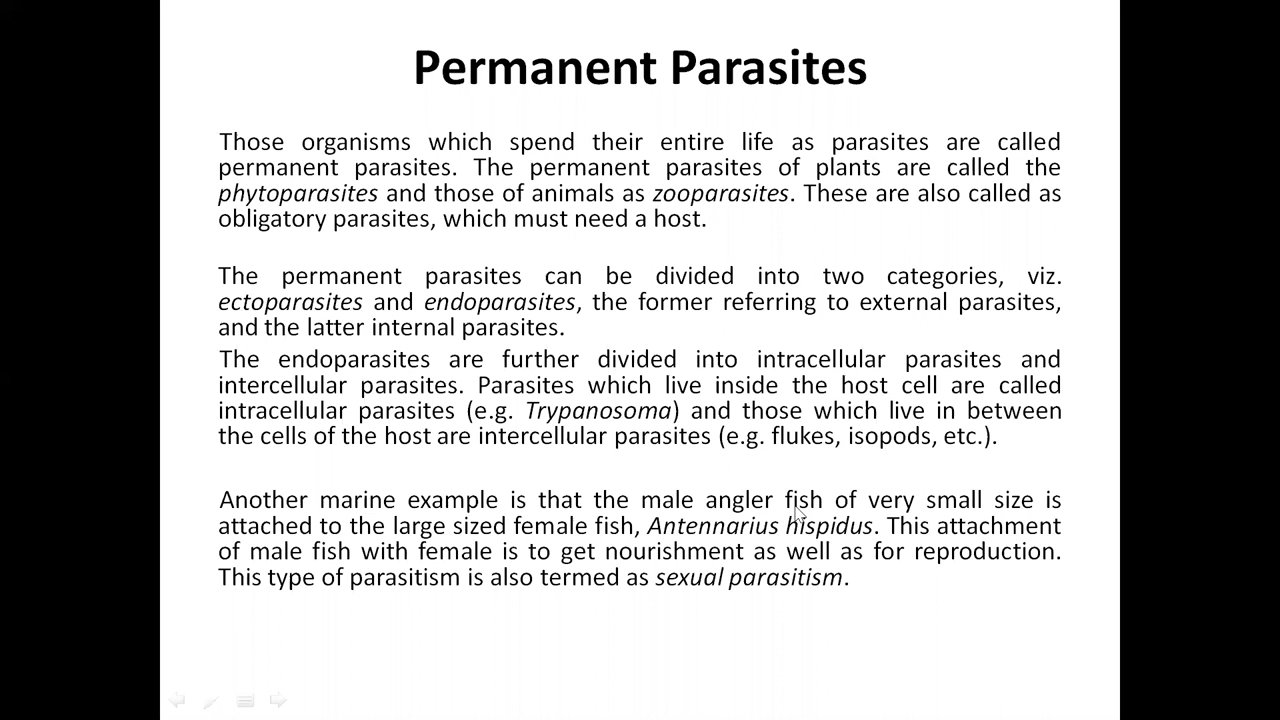 Permanent Parasites
Those organisms which spend their entire life as parasites are called
permanent parasites. The permanent parasites of plants are called the
phytoparasites and those of animals as zooparasites. These are also called as
obligatory parasites, which must need a host.
The permanent parasites can be divided into two categories, viz.
ectoparasites and endoparasites, the former referring to external parasites,
and the latter internal parasites.
The endoparasites are further divided into intracellular parasites and
intercellular parasites. Parasites which live inside the host cell are called
intracellular parasites (e.g. Trypanosoma) and those which live in between
the cells of the host are intercellular parasites (e.g. flukes, isopods, etc.).
Another marine example is that the male angler fish of very small size is
attached to the large sized female fish, Antennarius hispidus. This attachment
of male fish with female is to get nourishment as well as for reproduction.
This type of parasitism is also termed as sexual parasitism.